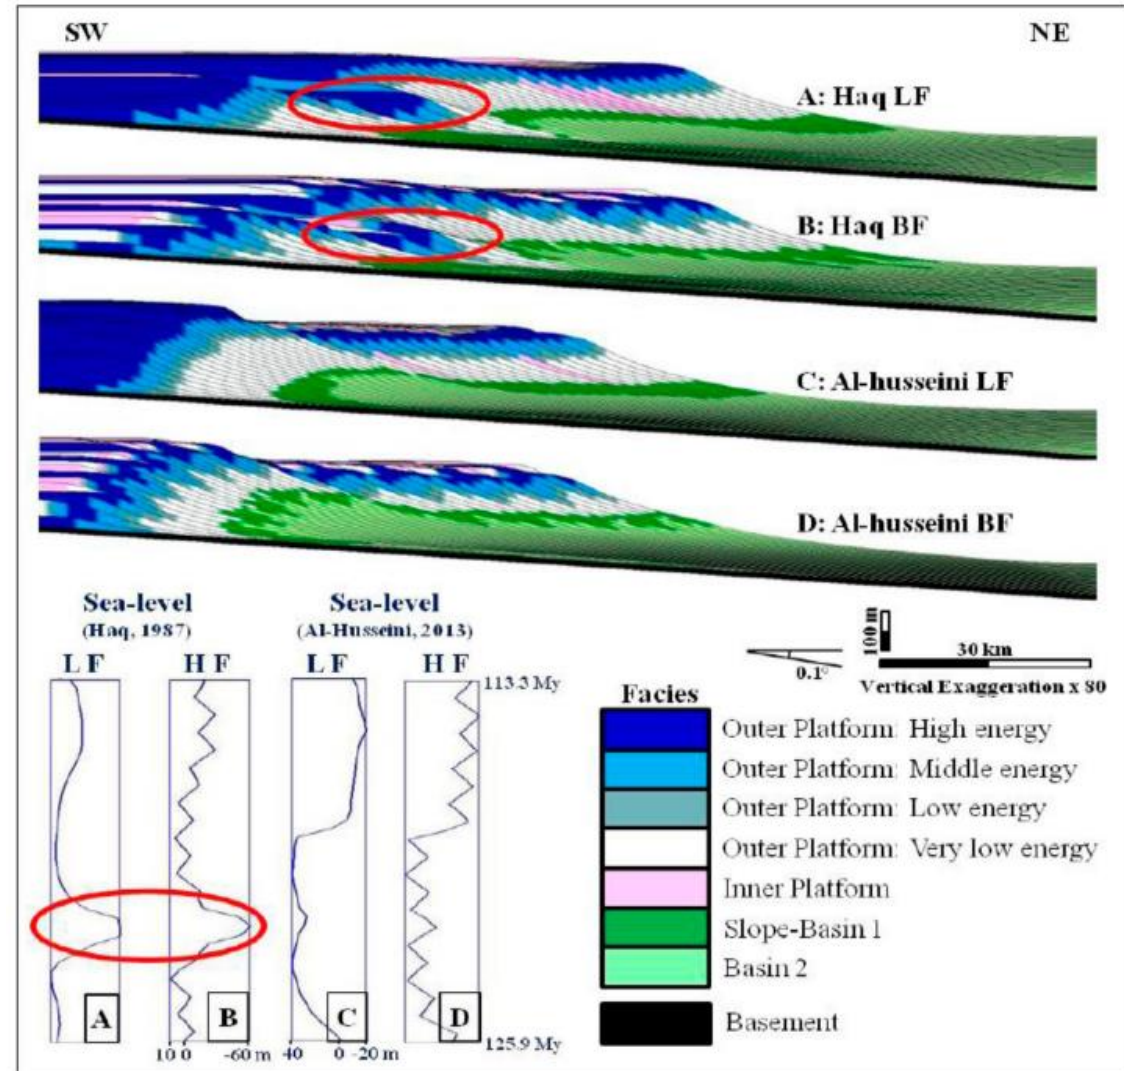 SW
NE
A: Haq LF
B: Haq BF
C: Al-husseini LF
D: Al-husseini BF
Sea-level
(Haq, 1987)
L F
H F
Sea-level
(Al-Husseini, 2013)
L F
H F
113.3 My
125.9 My
A
B
C
D
10 0
-60 m
40
0
-20 m
100 m
30 km
0.1°
Vertical Exaggeration x 80
Facies
Outer Platform: High energy
Outer Platform: Middle energy
Outer Platform: Low energy
Outer Platform: Very low energy
Inner Platform
Slope-Basin 1
Basin 2
Basement